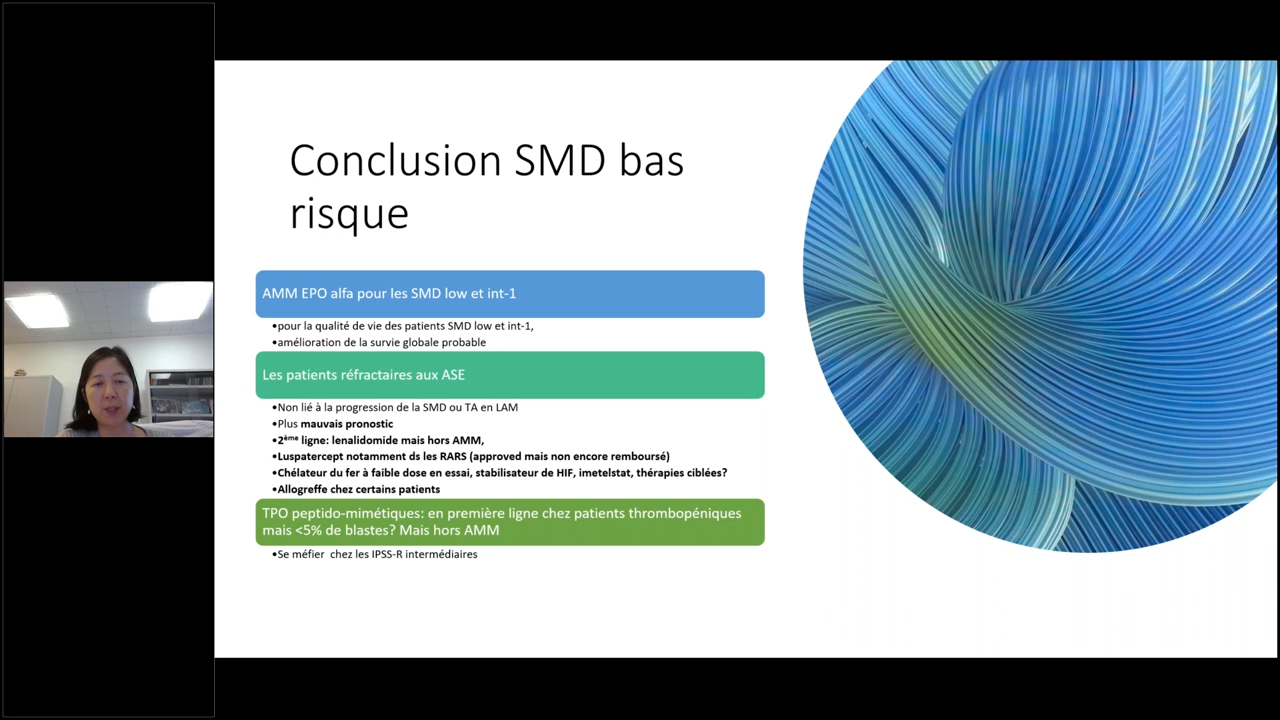 Conclusion SMD bas
risque
AMM EPO alfa pour les SMD low et int-1
•pour la qualité de vie des patients SMD low et int-1,
•amélioration de la survie globale probable
Les patients réfractaires aux ASE
•Non lié à la progression de la SMD ou TA en LAM
•Plus mauvais pronostic
•2ème ligne: lenalidomide mais hors AMM,
•Luspatercept notamment ds les RARS (approved mais non encore remboursé)
•Chélateur du fer à faible dose en essai, stabilisateur de HIF, imetelstat, thérapies ciblées?
•Allogreffe chez certains patients
TPO peptido-mimétiques: en première ligne chez patients thrombopéniques
mais <5% de blastes? Mais hors AMM
•Se méfier chez les IPSS-R intermédiaires